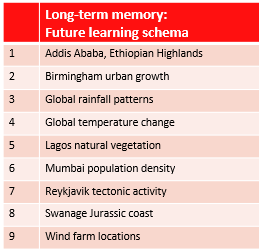 Long-term memory:
Future learning schema
1 Addis Ababa, Ethiopian Highlands
2 Birmingham urban growth
3 Global rainfall patterns
4 Global temperature change
5 Lagos natural vegetation
6 Mumbai population density
7 Reykjavik tectonic activity
8 Swanage Jurassic coast
9 Wind farm locations